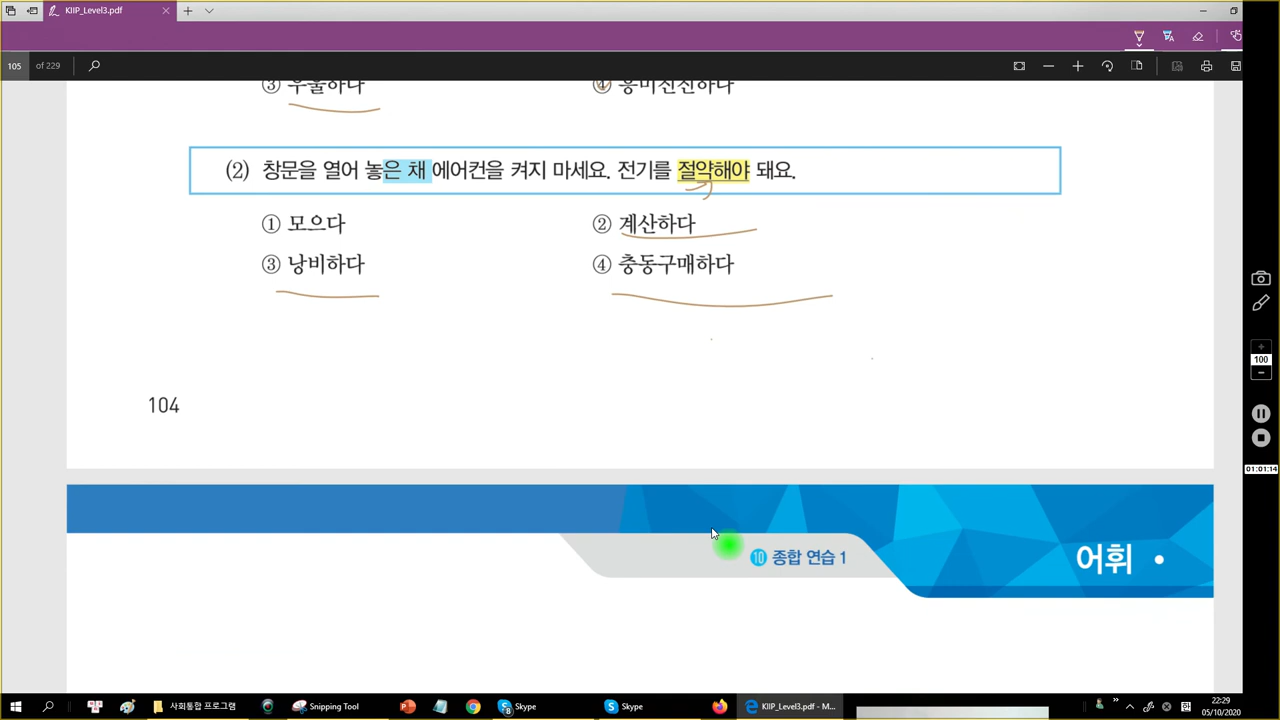 KIIP_Level3.pdf
105 of 229
③ 우울하다 ④ 흥미진진하다
(2) 창문을 열어 놓은 채 에어컨을 켜지 마세요. 전기를 절약해야 돼요.
① 모으다 ② 계산하다
③ 낭비하다 ④ 충동구매하다
100
104
01:01:14
⑩ 종합 연습 1
어휘 •
사회통합 프로그램 Snipping Tool Skype Skype KIIP_Level3.pdf - M...
22:29
05/10/2020